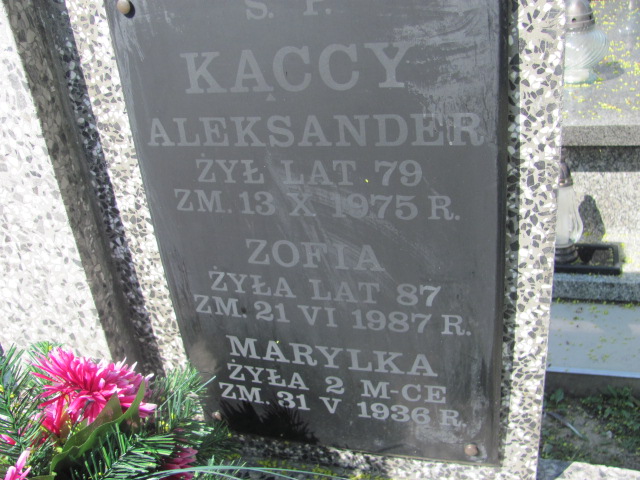 Ś. P.
KĄCCY
ALEKSANDER
ŻYŁ LAT 79
ZM. 13 X 1975 R.
ZOFIA
ŻYŁA LAT 87
ZM. 21 VI 1987 R.
MARYLKA
ŻYŁA 2 M-CE
ZM. 31 V 1936 R.